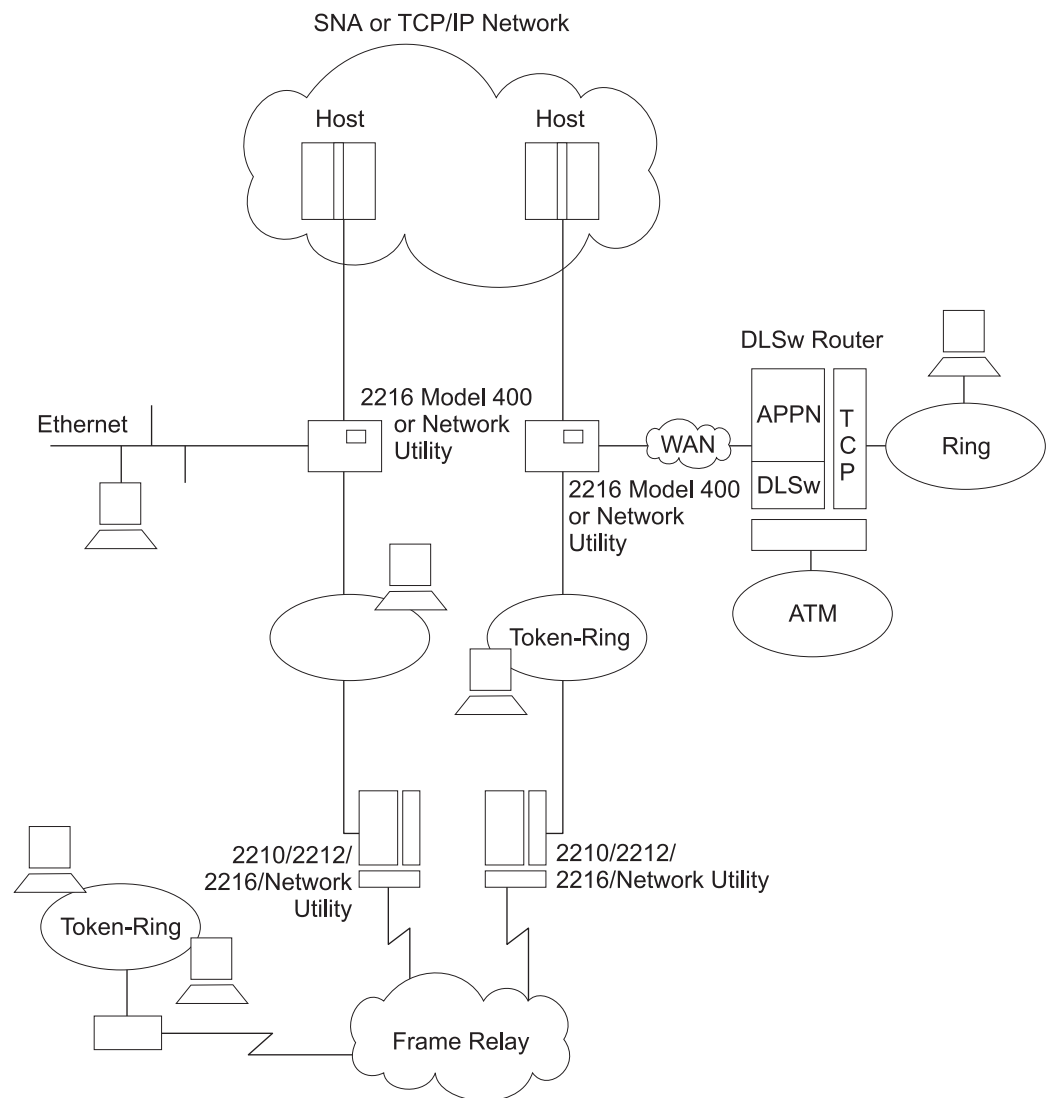 SNA or TCP/IP Network
Host
Host
DLSw Router
2216 Model 400
or Network
Utility
Ethernet
WAN
APPN
DLSw
T
C
P
Ring
2216 Model 400
or Network
Utility
ATM
Token-Ring
2210/2212/
2216/Network
Utility
2210/2212/
2216/Network Utility
Token-Ring
Frame Relay